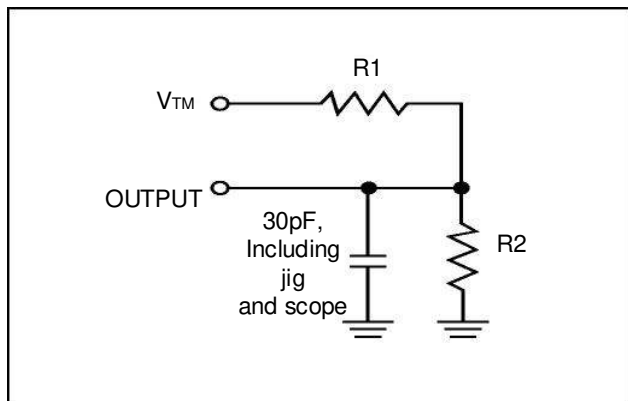 R1
VTM
OUTPUT
30pF,
Including
jig
and scope
R2